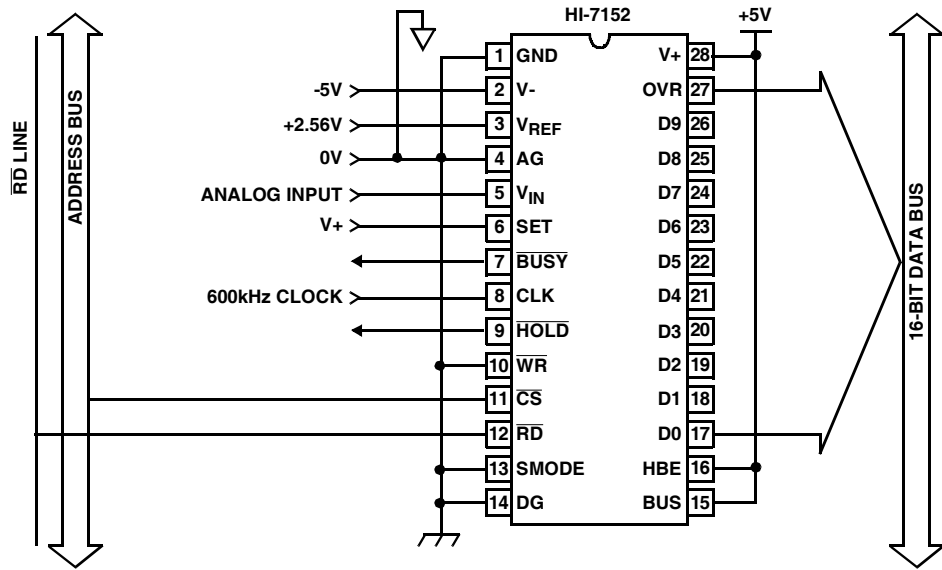 HI-7152
+5V
1 GND
V+ 28
-5V
2 V-
OVR 27
+2.56V
3 VREF
D9 26
0V
4 AG
D8 25
ANALOG INPUT
5 VIN
D7 24
V+
6 SET
D6 23
7 BUSY
D5 22
600kHz CLOCK
8 CLK
D4 21
9 HOLD
D3 20
10 WR
D2 19
11 CS
D1 18
12 RD
D0 17
13 SMODE
HBE 16
14 DG
BUS 15
RD LINE
ADDRESS BUS
16-BIT DATA BUS